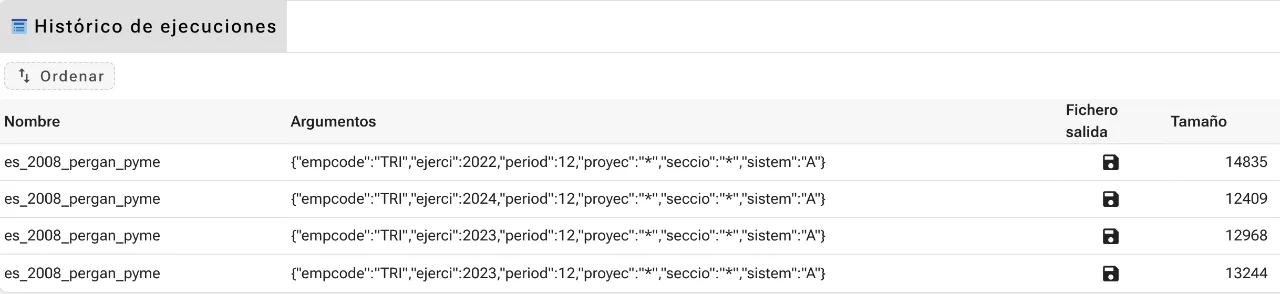 Histórico de ejecuciones
Ordenar
Nombre Argumentos Fichero salida Tamaño
es_2008_pergan_pyme {"empcode":"TRI","ejerci":2022,"period":12,"proyec":"*","seccio":"*","sistem":"A"} 14835
es_2008_pergan_pyme {"empcode":"TRI","ejerci":2024,"period":12,"proyec":"*","seccio":"*","sistem":"A"} 12409
es_2008_pergan_pyme {"empcode":"TRI","ejerci":2023,"period":12,"proyec":"*","seccio":"*","sistem":"A"} 12968
es_2008_pergan_pyme {"empcode":"TRI","ejerci":2023,"period":12,"proyec":"*","seccio":"*","sistem":"A"} 13244